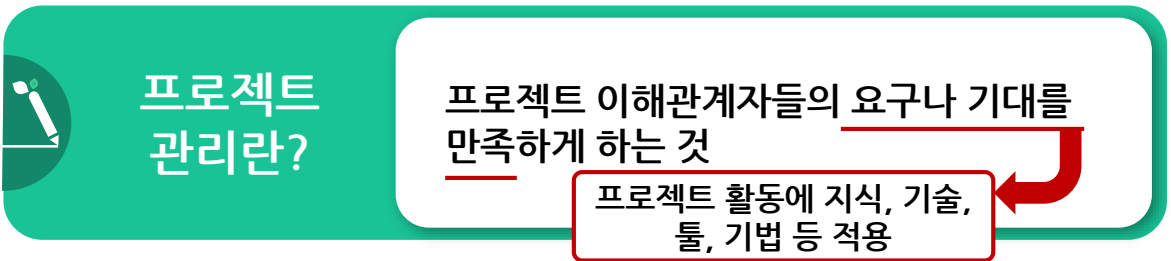 프로젝트
관리란?
프로젝트 이해관계자들의 요구나 기대를
만족하게 하는 것
프로젝트 활동에 지식, 기술,
툴, 기법 등 적용